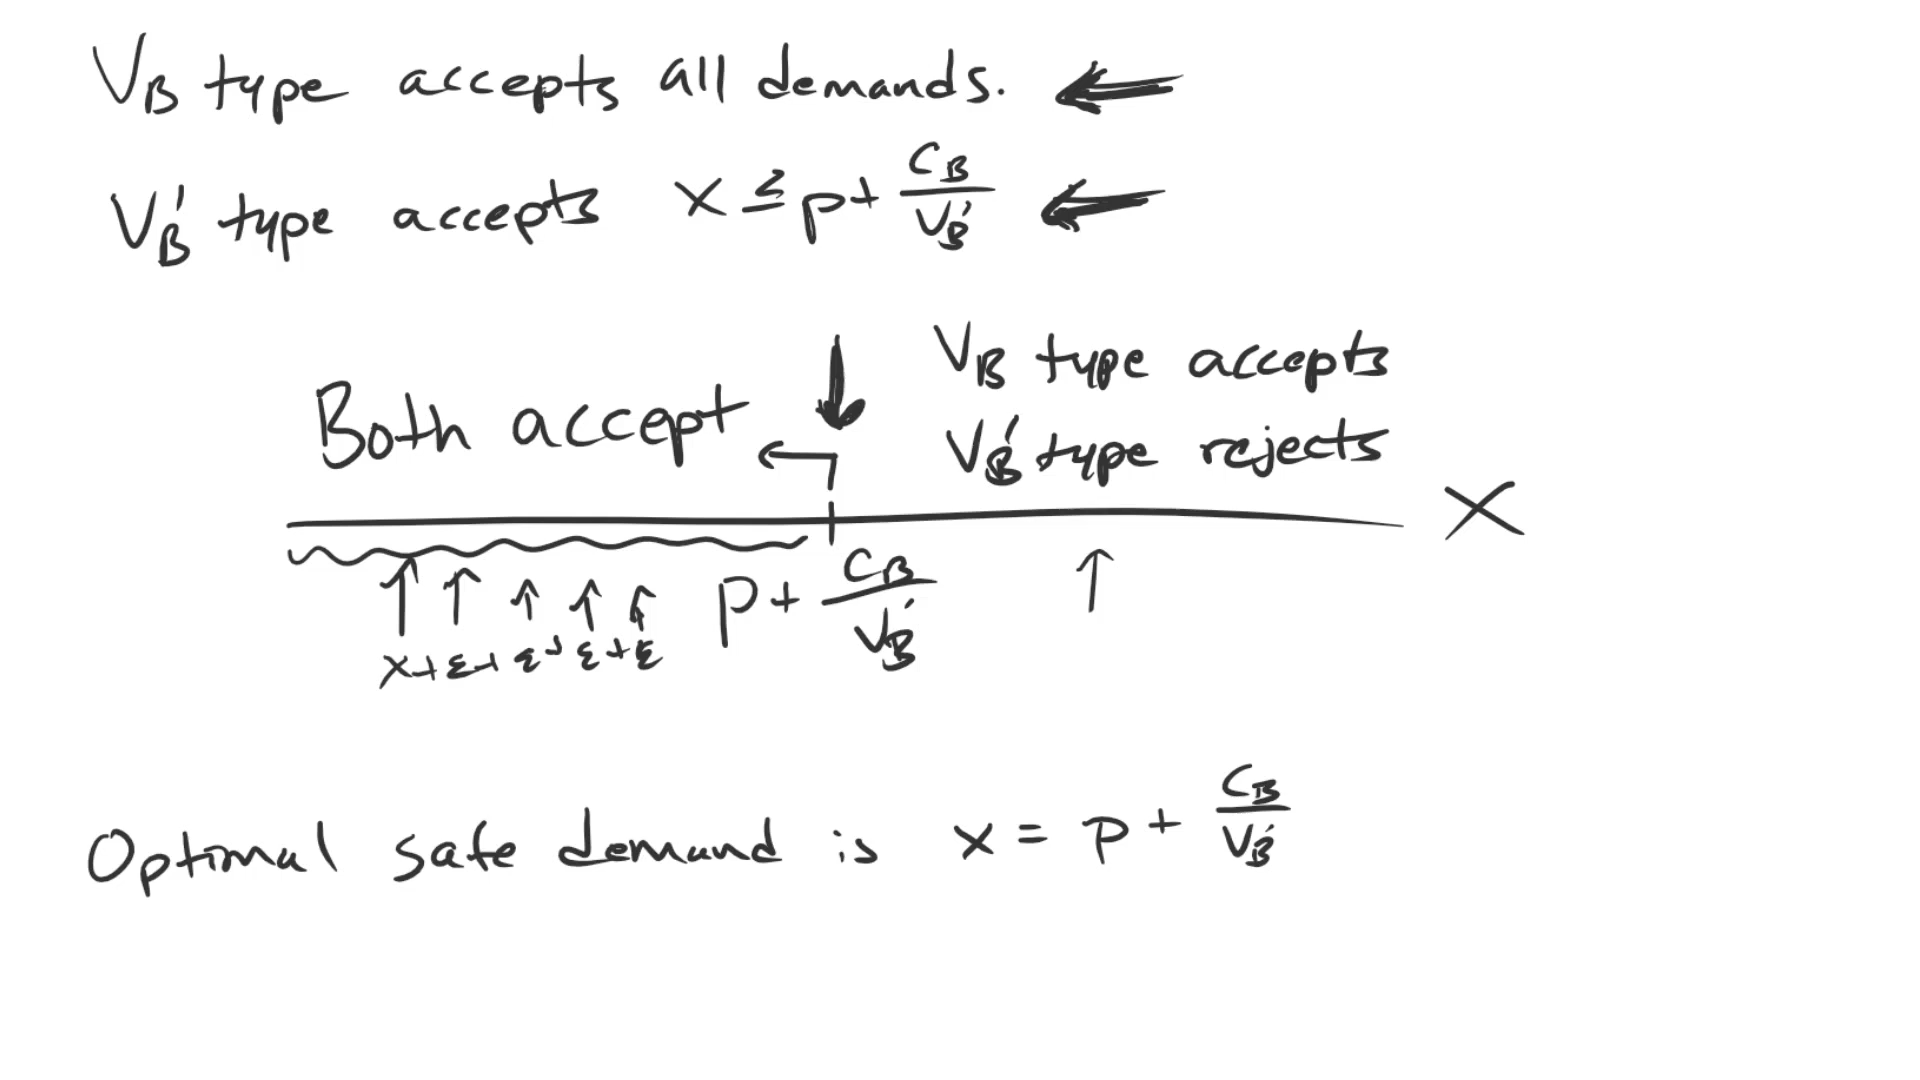 V_B type accepts all demands.
V_B' type accepts x ≤ p + C_B/V_B'
V_B type accepts
Both accept
V_B' type rejects
X
p + C_B/V_B'
x + ε + ε + ε + ε
Optimal safe demand is x = p + C_B/V_B'